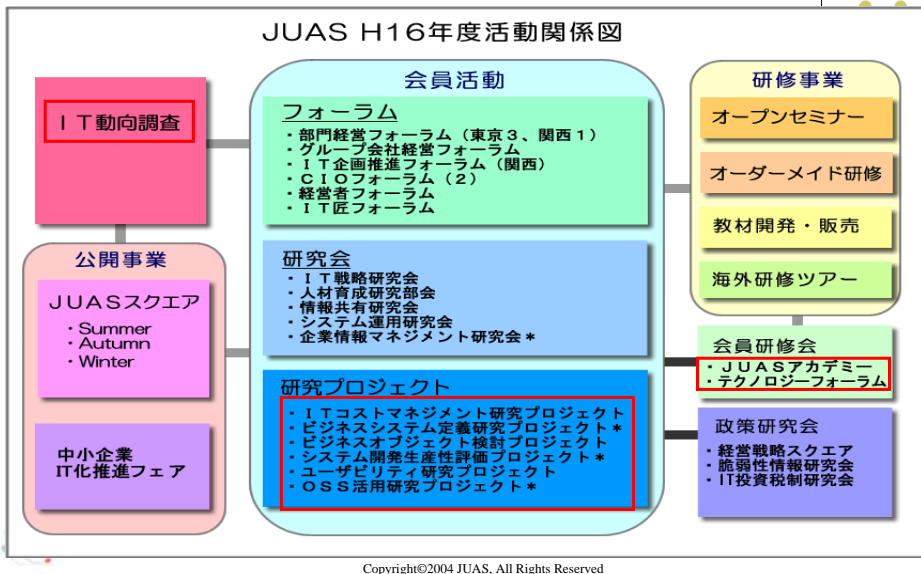 JUAS H16年度活動関係図
ＩＴ動向調査
公開事業
JUASスクエア
・Summer
・Autumn
・Winter
中小企業
IT化推進フェア
会員活動
フォーラム
・部門経営フォーラム（東京３、関西１）
・グループ会社経営フォーラム
・ＩＴ企画推進フォーラム（関西）
・ＣＩＯフォーラム（２）
・経営者フォーラム
・ＩＴ匠フォーラム
研究会
・ＩＴ戦略研究会
・人材育成研究部会
・情報共有研究会
・システム運用研究会
・企業情報マネジメント研究会＊
研究プロジェクト
・ＩＴコストマネジメント研究プロジェクト
・ビジネスシステム定義研究プロジェクト＊
・ビジネスオブジェクト検討プロジェクト
・システム開発生産性評価プロジェクト＊
・ユーザビリティ研究プロジェクト
・ＯＳＳ活用研究プロジェクト＊
研修事業
オープンセミナー
オーダーメイド研修
教材開発・販売
海外研修ツアー
会員研修会
・ＪＵＡＳアカデミー
・テクノロジーフォーラム
政策研究会
・経営戦略スクエア
・脆弱性情報研究会
・IT投資税制研究会
Copyright©2004 JUAS, All Rights Reserved